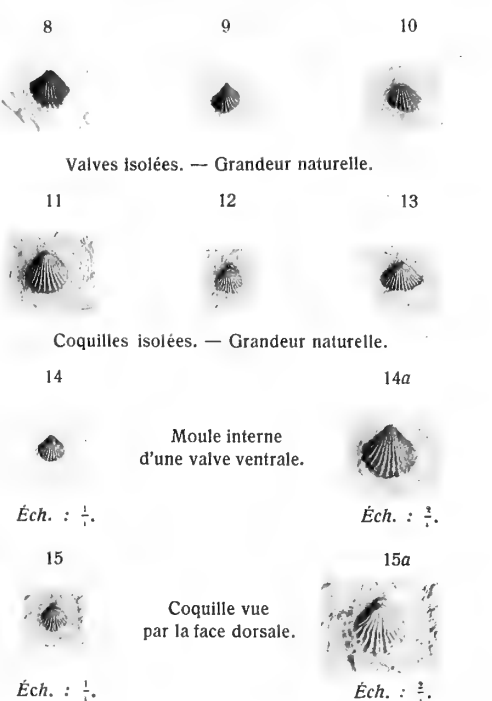 8 9 10
Valves isolées. — Grandeur naturelle.
11 12 13
Coquilles isolées. — Grandeur naturelle.
14 14a
Moule interne
d'une valve ventrale.
Éch. : 1/1. Éch. : 2/1.
15 15a
Coquille vue
par la face dorsale.
Éch. : 1/1. Éch. : 2/1.